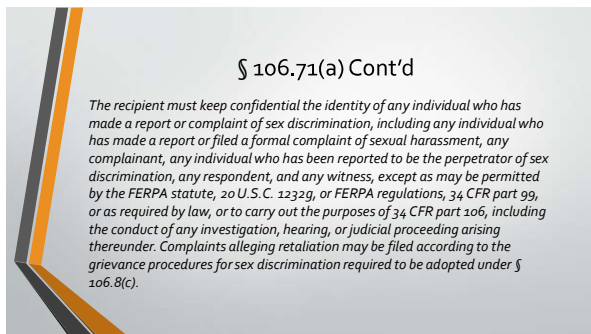 § 106.71(a) Cont’d
The recipient must keep confidential the identity of any individual who has
made a report or complaint of sex discrimination, including any individual who
has made a report or filed a formal complaint of sexual harassment, any
complainant, any individual who has been reported to be the perpetrator of sex
discrimination, any respondent, and any witness, except as may be permitted
by the FERPA statute, 20 U.S.C. 1232g, or FERPA regulations, 34 CFR part 99,
or as required by law, or to carry out the purposes of 34 CFR part 106, including
the conduct of any investigation, hearing, or judicial proceeding arising
thereunder. Complaints alleging retaliation may be filed according to the
grievance procedures for sex discrimination required to be adopted under §
106.8(c).